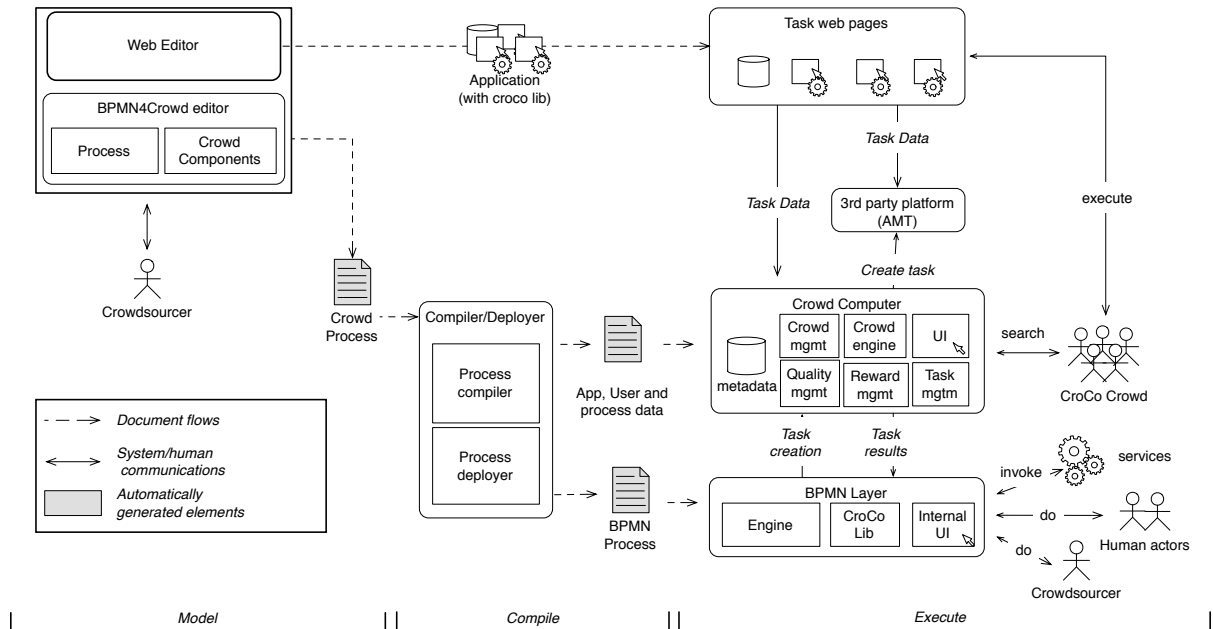 Web Editor
BPMN4Crowd editor
Process
Crowd
Components
Crowdsourcer
Application
(with croco lib)
Task web pages
Task Data
Task Data
3rd party platform
(AMT)
execute
Create task
Crowd
Process
Compiler/Deployer
Process
compiler
Process
deployer
App, User and
process data
BPMN
Process
Crowd Computer
metadata
Crowd
mgmt
Crowd
engine
UI
Quality
mgmt
Reward
mgmt
Task
mgtm
search
CroCo Crowd
Task
creation
Task
results
BPMN Layer
Engine
CroCo
Lib
Internal
UI
invoke
services
do
Human actors
do
Crowdsourcer
Document flows
System/human
communications
Automatically
generated elements
Model
Compile
Execute